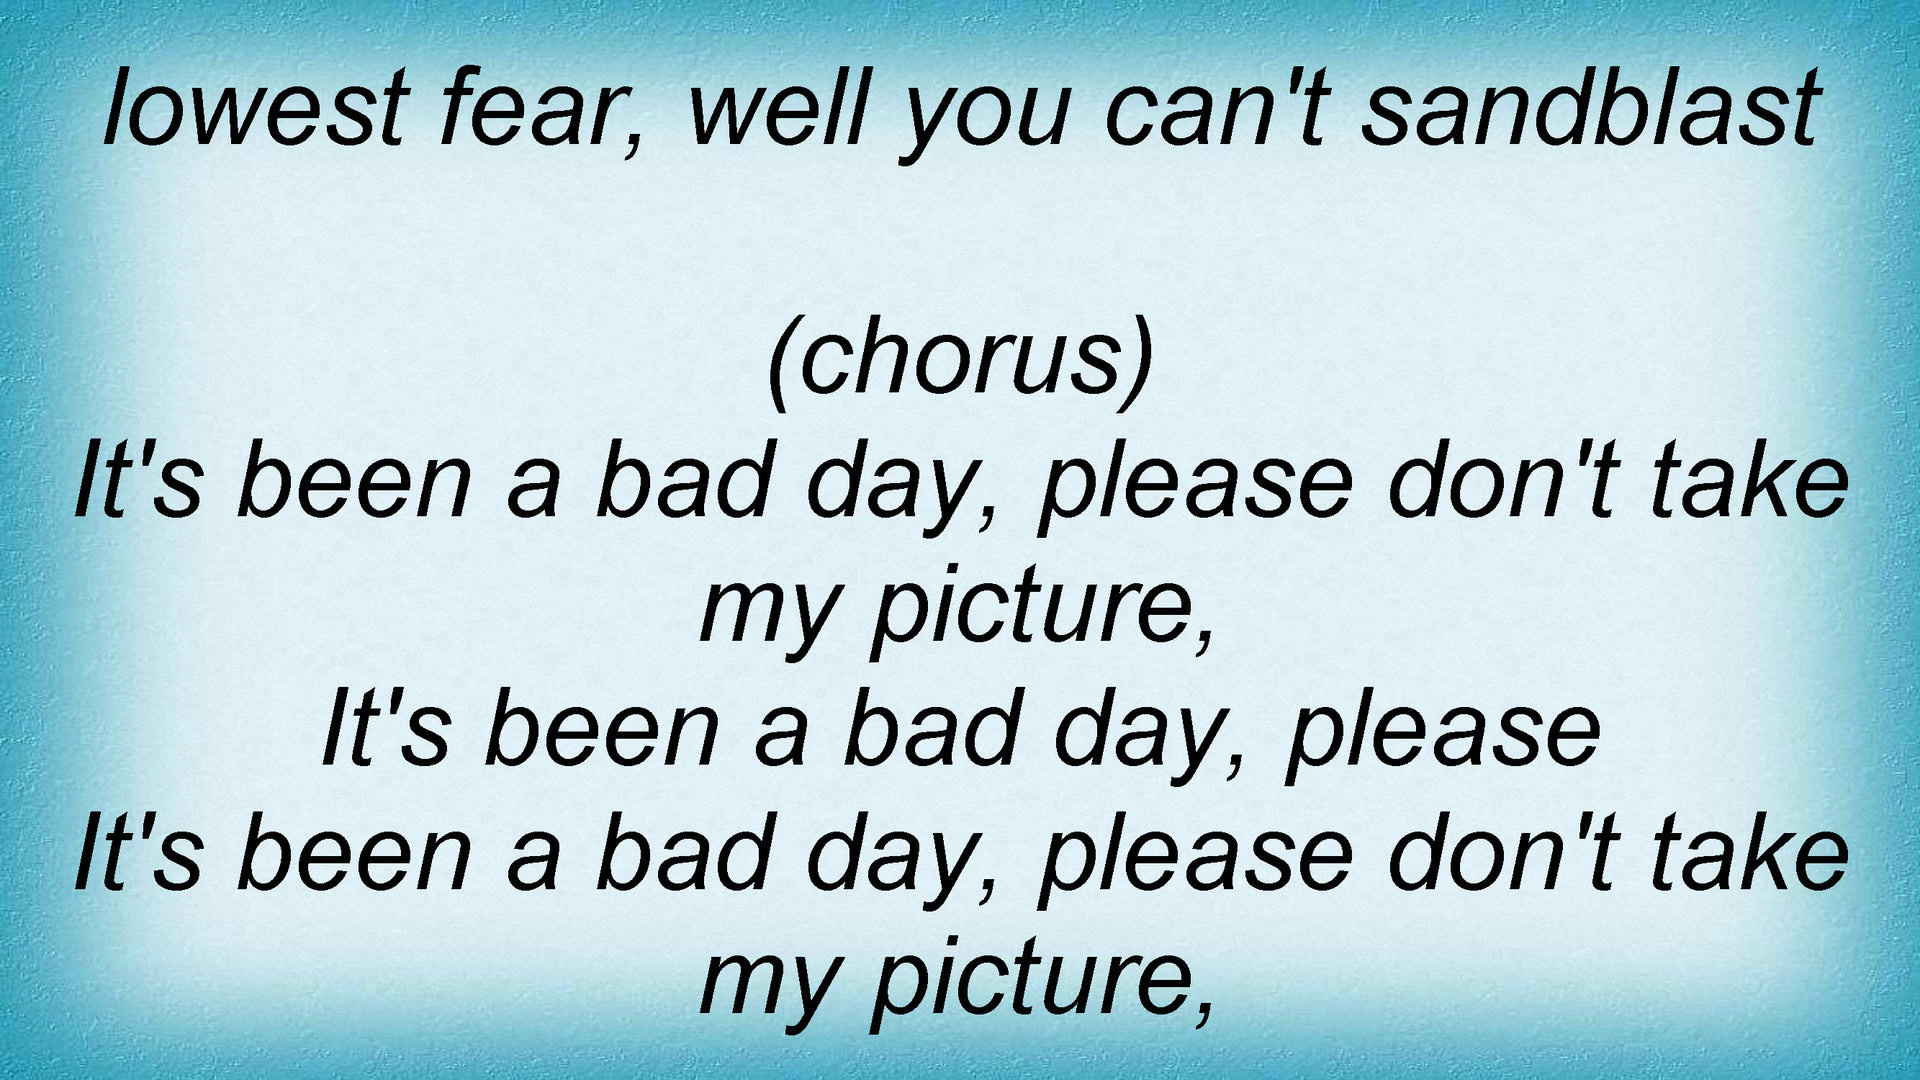 lowest fear, well you can't sandblast
(chorus)
It's been a bad day, please don't take
my picture,
It's been a bad day, please
It's been a bad day, please don't take
my picture,